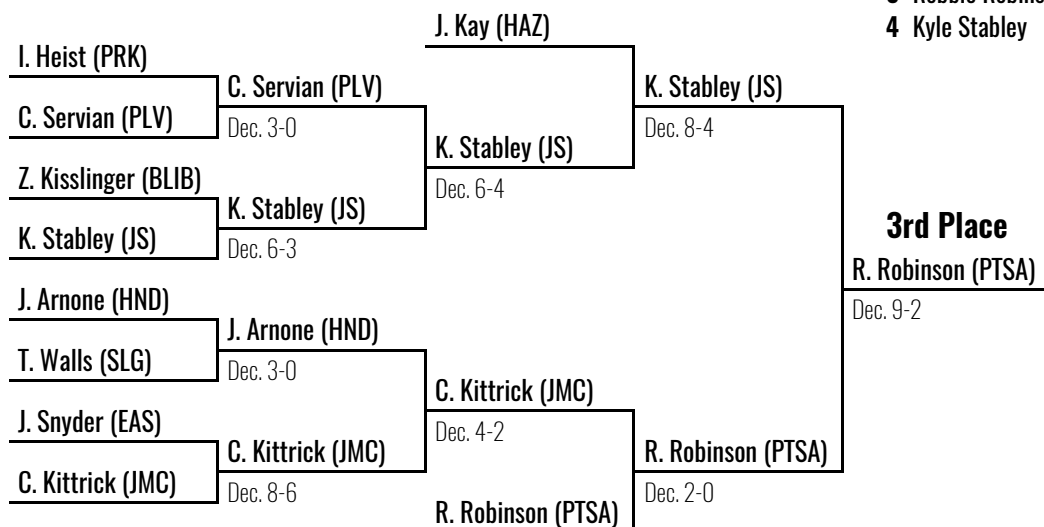 4 Kyle Stabley
J. Kay (HAZ)
I. Heist (PRK)
C. Servian (PLV)
K. Stabley (JS)
C. Servian (PLV)
Dec. 3-0
Dec. 8-4
K. Stabley (JS)
Z. Kisslinger (BLIB)
Dec. 6-4
K. Stabley (JS)
3rd Place
K. Stabley (JS)
Dec. 6-3
R. Robinson (PTSA)
J. Arnone (HND)
Dec. 9-2
J. Arnone (HND)
T. Walls (SLG)
Dec. 3-0
C. Kittrick (JMC)
J. Snyder (EAS)
Dec. 4-2
C. Kittrick (JMC)
R. Robinson (PTSA)
C. Kittrick (JMC)
Dec. 8-6
Dec. 2-0
R. Robinson (PTSA)